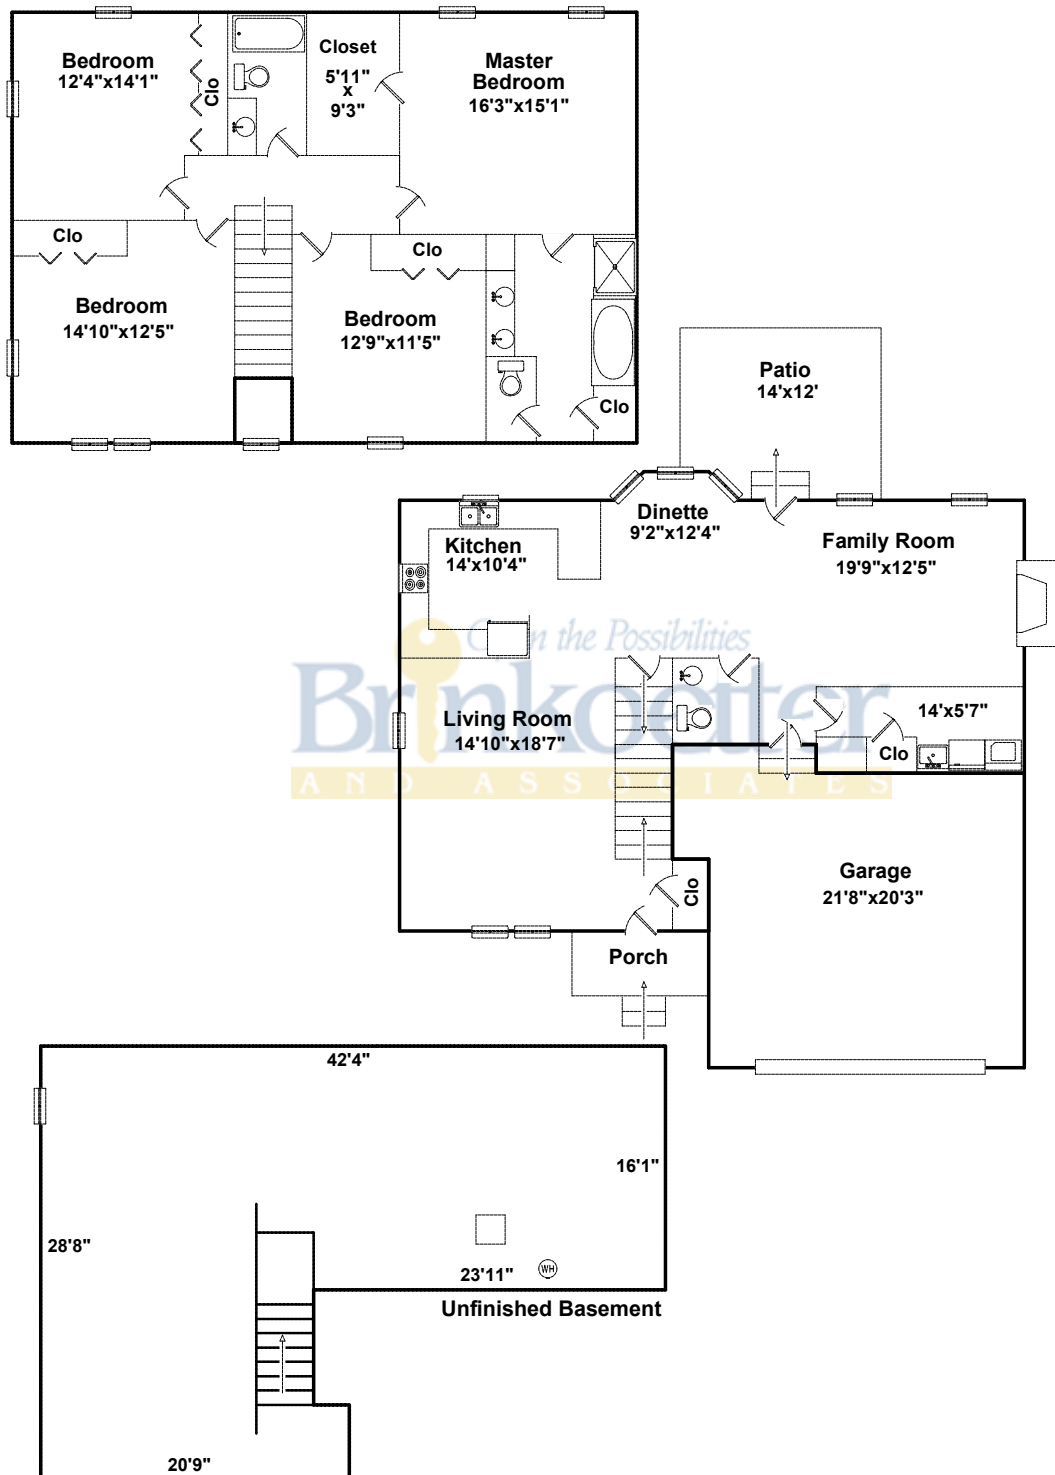 Bedroom
12'4"x14'1"
Clo
Closet
5'11"
x
9'3"
Master
Bedroom
16'3"x15'1"
Clo
Bedroom
14'10"x12'5"
Clo
Bedroom
12'9"x11'5"
Clo
Patio
14'x12'
Dinette
9'2"x12'4"
Kitchen
14'x10'4"
Family Room
19'9"x12'5"
the Possibilities
Brinkoetter
AND ASSOCIATES
Living Room
14'10"x18'7"
14'x5'7"
Clo
Garage
21'8"x20'3"
Clo
Porch
42'4"
16'1"
28'8"
23'11"
WH
Unfinished Basement
20'9"